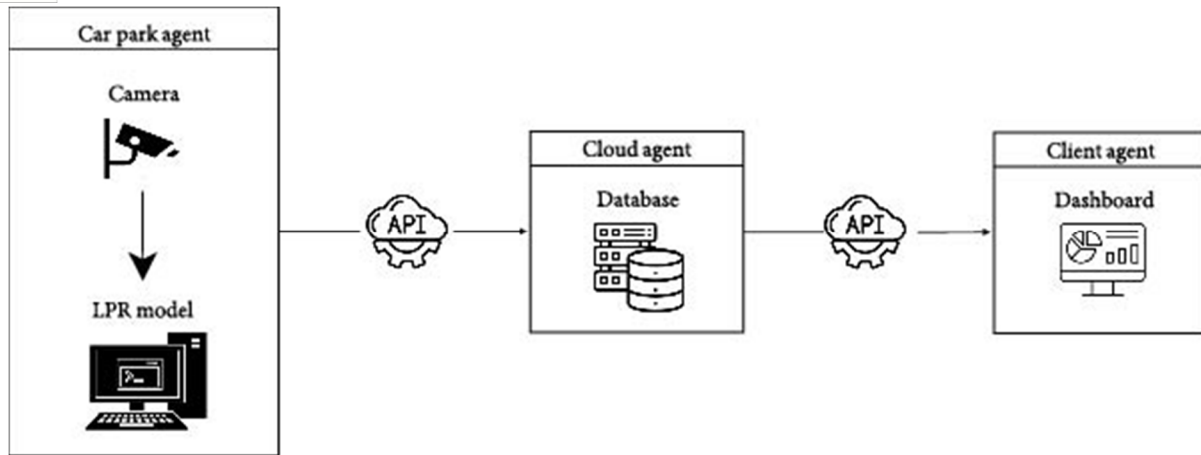 Car park agent
Camera
LPR model
API
Cloud agent
Database
API
Client agent
Dashboard